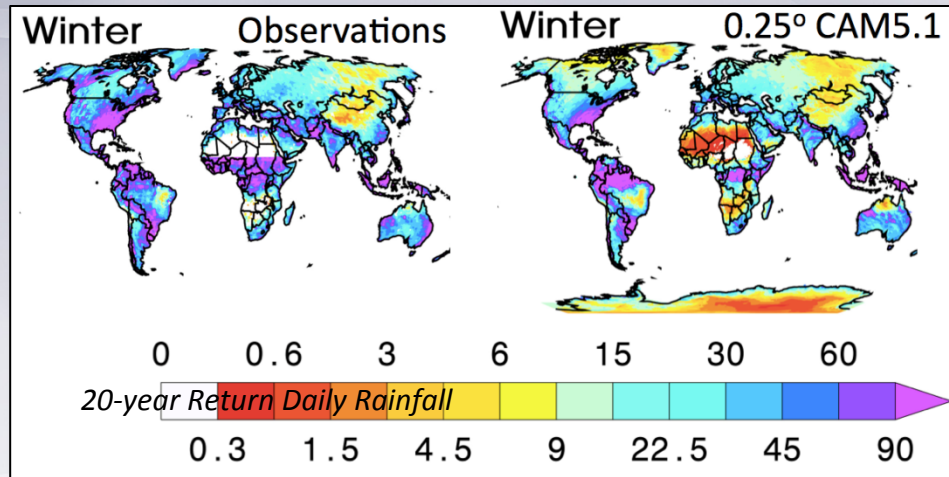 Winter Observations
Winter 0.25º CAM5.1
0 0.6 3 6 15 30 60
20-year Return Daily Rainfall
0.3 1.5 4.5 9 22.5 45 90